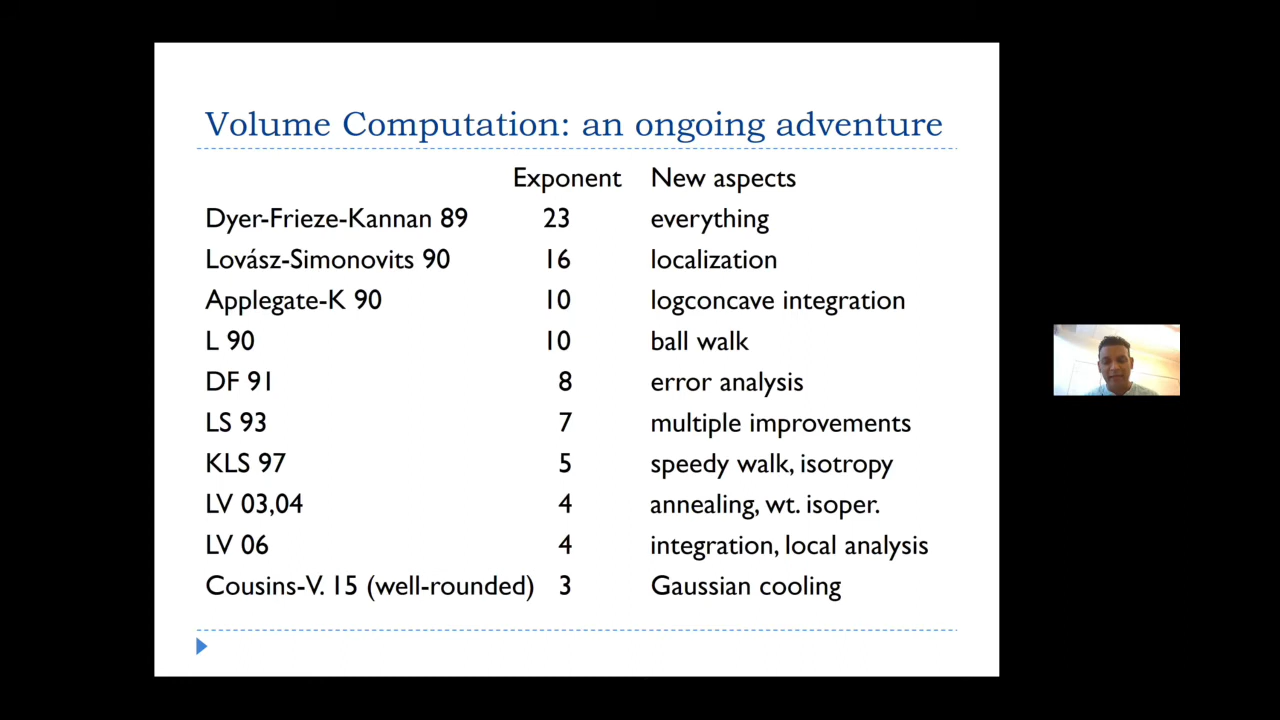 Volume Computation: an ongoing adventure
Exponent New aspects
Dyer-Frieze-Kannan 89 23 everything
Lovász-Simonovits 90 16 localization
Applegate-K 90 10 logconcave integration
L 90 10 ball walk
DF 91 8 error analysis
LS 93 7 multiple improvements
KLS 97 5 speedy walk, isotropy
LV 03,04 4 annealing, wt. isoper.
LV 06 4 integration, local analysis
Cousins-V. 15 (well-rounded) 3 Gaussian cooling